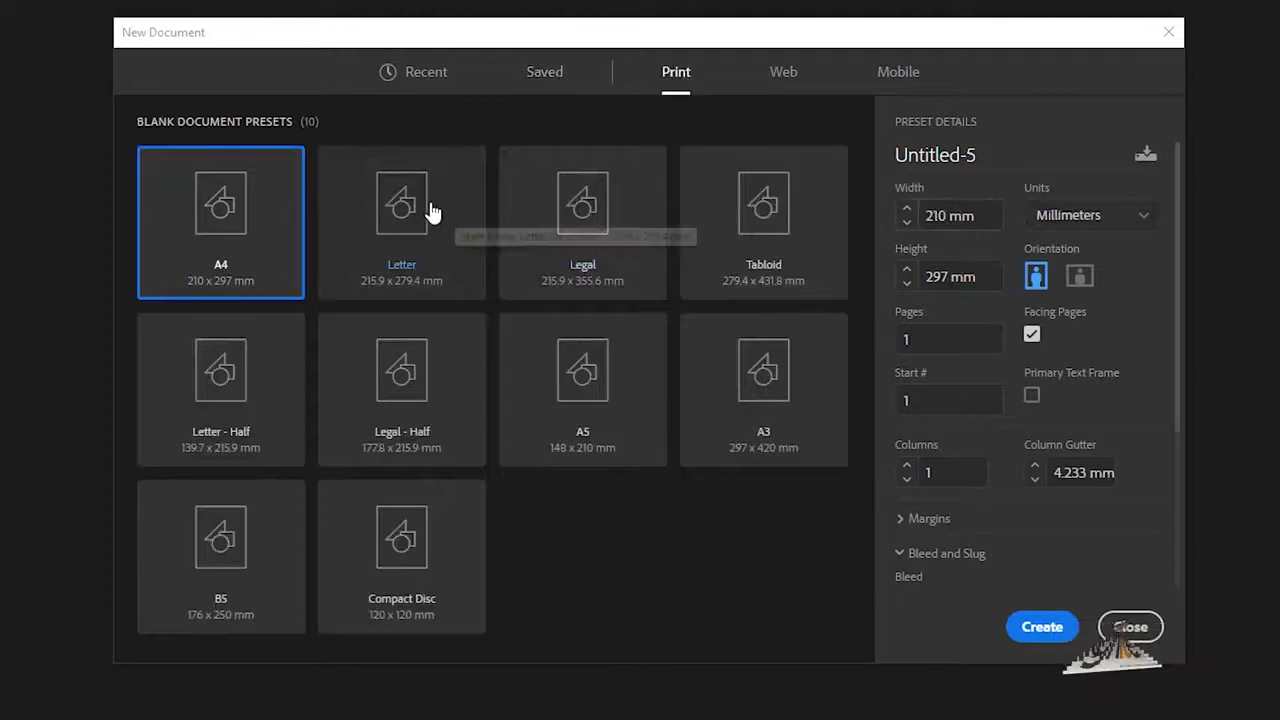 New Document
Recent
Saved
Print
Web
Mobile
BLANK DOCUMENT PRESETS (10)
A4
210 x 297 mm
Letter
215.9 x 279.4 mm
Legal
215.9 x 355.6 mm
Tabloid
279.4 x 431.8 mm
Letter - Half
139.7 x 215.9 mm
Legal - Half
177.8 x 215.9 mm
A5
148 x 210 mm
A3
297 x 420 mm
B5
176 x 250 mm
Compact Disc
120 x 120 mm
PRESET DETAILS
Untitled-5
Width
Units
210 mm
Millimeters
Height
Orientation
297 mm
Pages
Facing Pages
1
Start #
Primary Text Frame
1
Columns
Column Gutter
1
4.233 mm
Margins
Bleed and Slug
Bleed
Create
Close